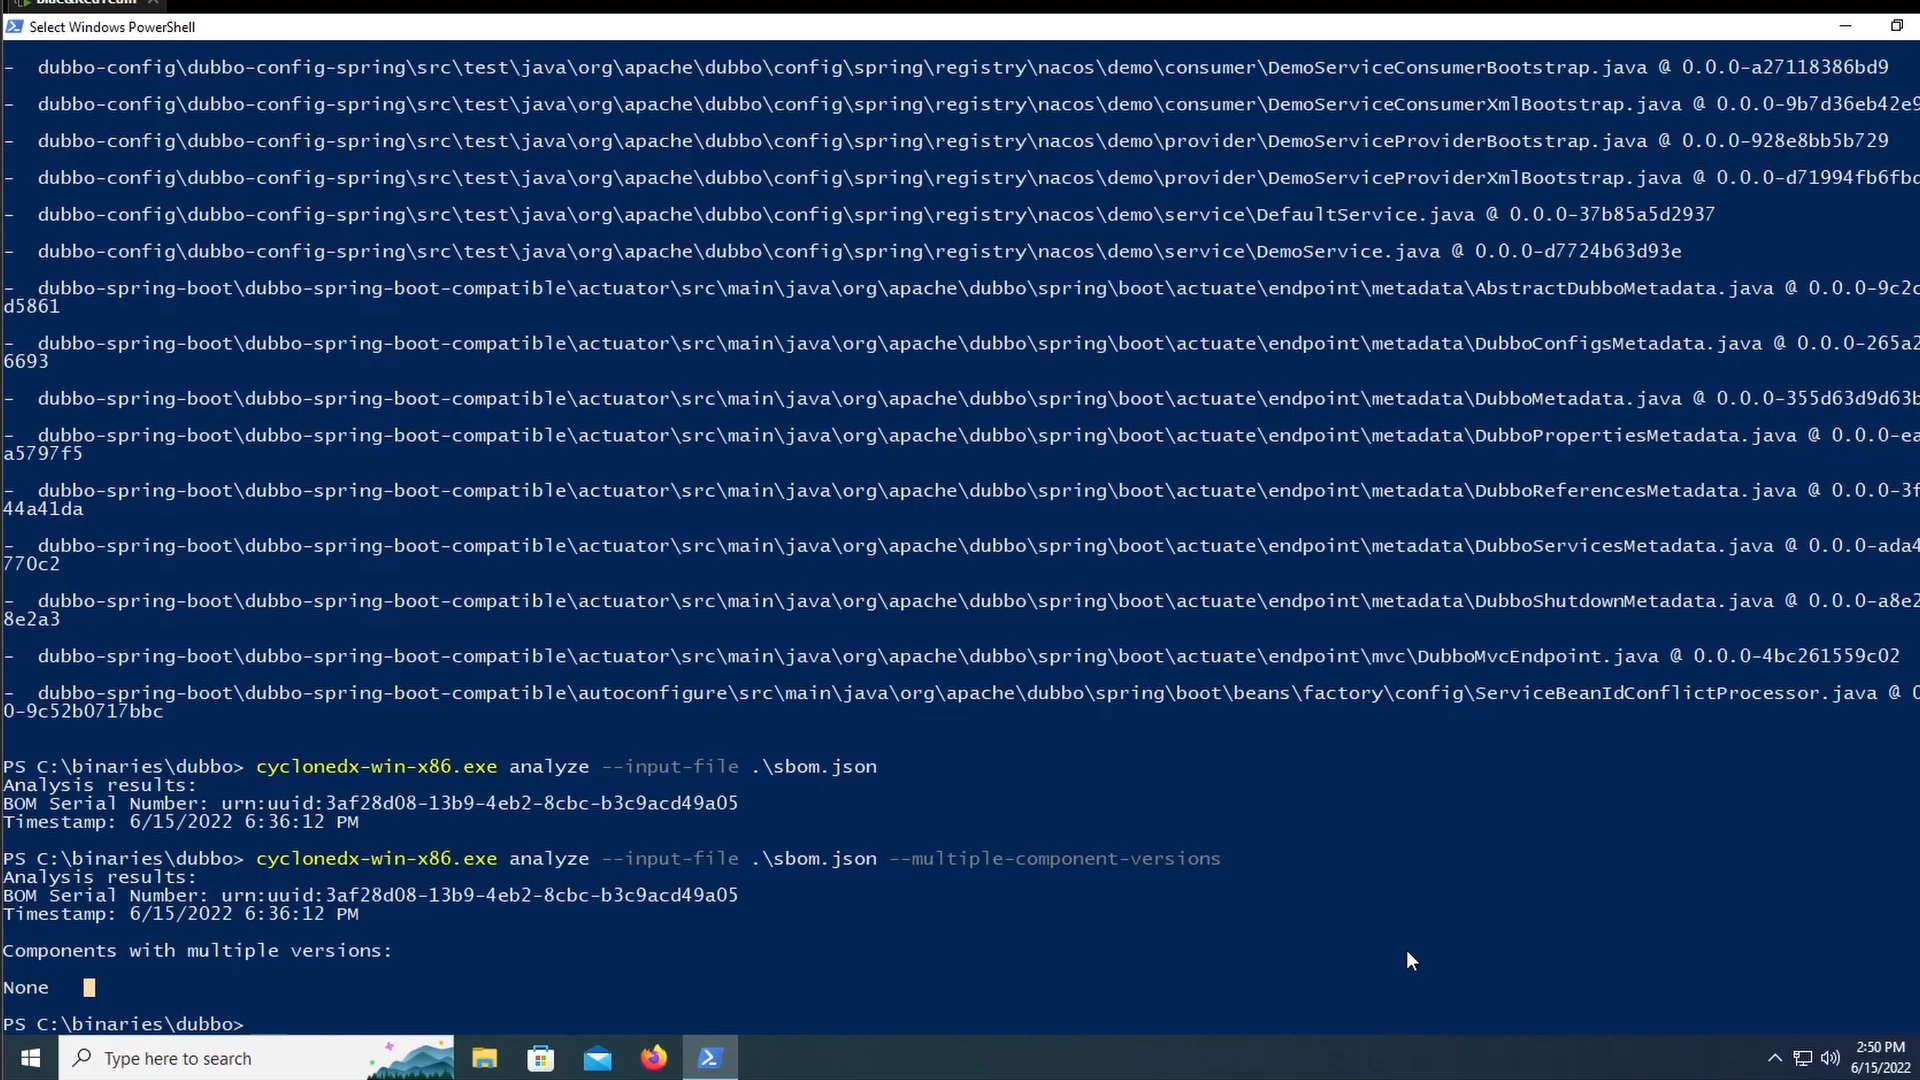 Select Windows PowerShell
-  dubbo-config\dubbo-config-spring\src\test\java\org\apache\dubbo\config\spring\registry\nacos\demo\consumer\DemoServiceConsumerBootstrap.java @ 0.0.0-a27118386bd9
-  dubbo-config\dubbo-config-spring\src\test\java\org\apache\dubbo\config\spring\registry\nacos\demo\consumer\DemoServiceConsumerXmlBootstrap.java @ 0.0.0-9b7d36eb42e9
-  dubbo-config\dubbo-config-spring\src\test\java\org\apache\dubbo\config\spring\registry\nacos\demo\provider\DemoServiceProviderBootstrap.java @ 0.0.0-928e8bb5b729
-  dubbo-config\dubbo-config-spring\src\test\java\org\apache\dubbo\config\spring\registry\nacos\demo\provider\DemoServiceProviderXmlBootstrap.java @ 0.0.0-d71994fb6fbd
-  dubbo-config\dubbo-config-spring\src\test\java\org\apache\dubbo\config\spring\registry\nacos\demo\service\DefaultService.java @ 0.0.0-37b85a5d2937
-  dubbo-config\dubbo-config-spring\src\test\java\org\apache\dubbo\config\spring\registry\nacos\demo\service\DemoService.java @ 0.0.0-d7724b63d93e
-  dubbo-spring-boot\dubbo-spring-boot-compatible\actuator\src\main\java\org\apache\dubbo\spring\boot\actuate\endpoint\metadata\AbstractDubboMetadata.java @ 0.0.0-9c2c
d5861
-  dubbo-spring-boot\dubbo-spring-boot-compatible\actuator\src\main\java\org\apache\dubbo\spring\boot\actuate\endpoint\metadata\DubboConfigsMetadata.java @ 0.0.0-265a2
6693
-  dubbo-spring-boot\dubbo-spring-boot-compatible\actuator\src\main\java\org\apache\dubbo\spring\boot\actuate\endpoint\metadata\DubboMetadata.java @ 0.0.0-355d63d9d63b
-  dubbo-spring-boot\dubbo-spring-boot-compatible\actuator\src\main\java\org\apache\dubbo\spring\boot\actuate\endpoint\metadata\DubboPropertiesMetadata.java @ 0.0.0-ea
a5797f5
-  dubbo-spring-boot\dubbo-spring-boot-compatible\actuator\src\main\java\org\apache\dubbo\spring\boot\actuate\endpoint\metadata\DubboReferencesMetadata.java @ 0.0.0-3f
44a41da
-  dubbo-spring-boot\dubbo-spring-boot-compatible\actuator\src\main\java\org\apache\dubbo\spring\boot\actuate\endpoint\metadata\DubboServicesMetadata.java @ 0.0.0-ada4
770c2
-  dubbo-spring-boot\dubbo-spring-boot-compatible\actuator\src\main\java\org\apache\dubbo\spring\boot\actuate\endpoint\metadata\DubboShutdownMetadata.java @ 0.0.0-a8e2
8e2a3
-  dubbo-spring-boot\dubbo-spring-boot-compatible\actuator\src\main\java\org\apache\dubbo\spring\boot\actuate\endpoint\mvc\DubboMvcEndpoint.java @ 0.0.0-4bc261559c02
-  dubbo-spring-boot\dubbo-spring-boot-compatible\autoconfigure\src\main\java\org\apache\dubbo\spring\boot\beans\factory\config\ServiceBeanIdConflictProcessor.java @ 0
0-9c52b0717bbc
PS C:\binaries\dubbo> cyclonedx-win-x86.exe analyze --input-file .\sbom.json
Analysis results:
BOM Serial Number: urn:uuid:3af28d08-13b9-4eb2-8cbc-b3c9acd49a05
Timestamp: 6/15/2022 6:36:12 PM
PS C:\binaries\dubbo> cyclonedx-win-x86.exe analyze --input-file .\sbom.json --multiple-component-versions
Analysis results:
BOM Serial Number: urn:uuid:3af28d08-13b9-4eb2-8cbc-b3c9acd49a05
Timestamp: 6/15/2022 6:36:12 PM
Components with multiple versions:
None
PS C:\binaries\dubbo>
Type here to search
2:50 PM
6/15/2022